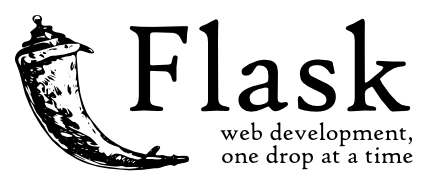 Flask
web development,
one drop at a time